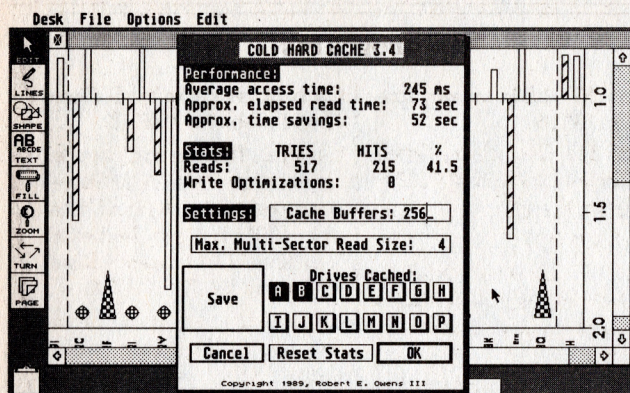 Desk File Options Edit
COLD HARD CACHE 3.4
EDIT
Performance:
Average access time: 245 ms
Approx. elapsed read time: 73 sec
Approx. time savings: 52 sec
LINES
SHAPE
AB
ABCDE
TEXT
FILL
ZOOM
TURN
PAGE
Stats: TRIES HITS %
Reads: 517 215 41.5
Write Optimizations: 0
Settings: Cache Buffers: 256_
Max. Multi-Sector Read Size: 4
Drives Cached:
Save
A B C D E F G H
I J K L M N O P
Cancel Reset Stats OK
Copyright 1989, Robert E. Owens III
1.0
1.5
2.0